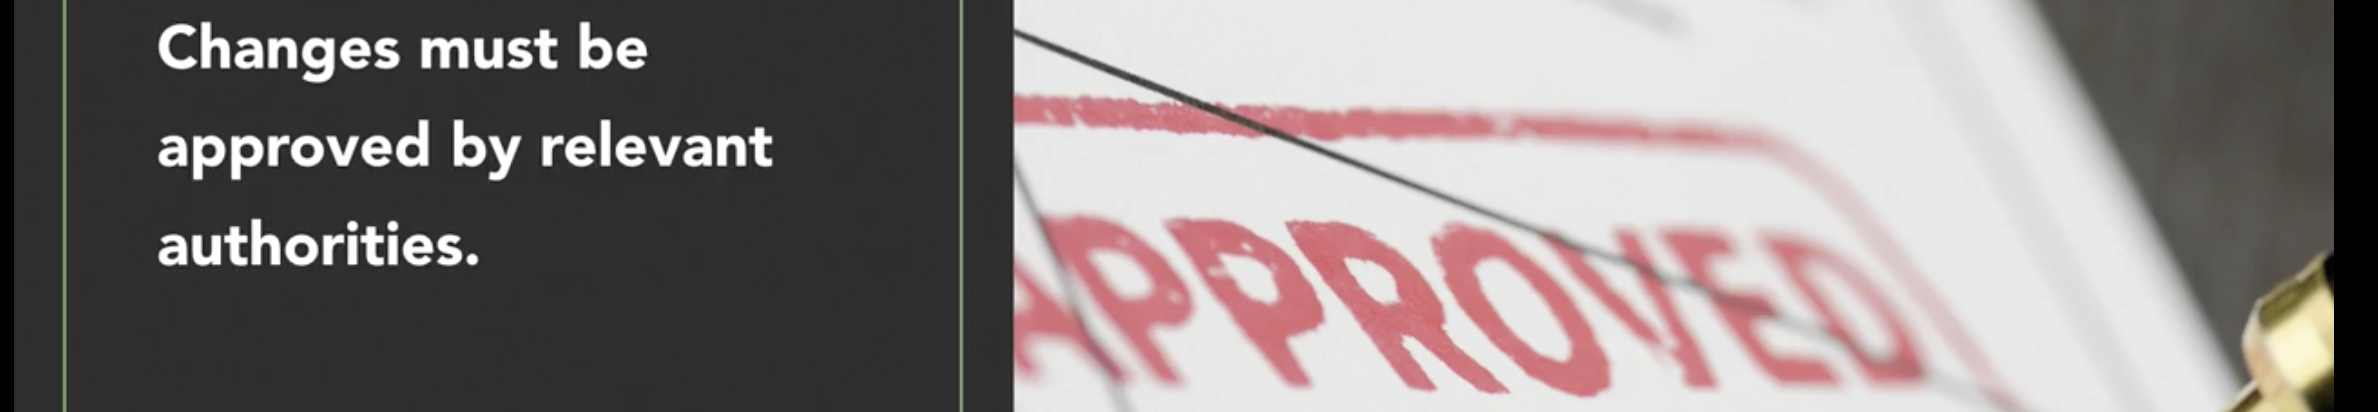 Changes must be
approved by relevant
authorities.
APPROVED